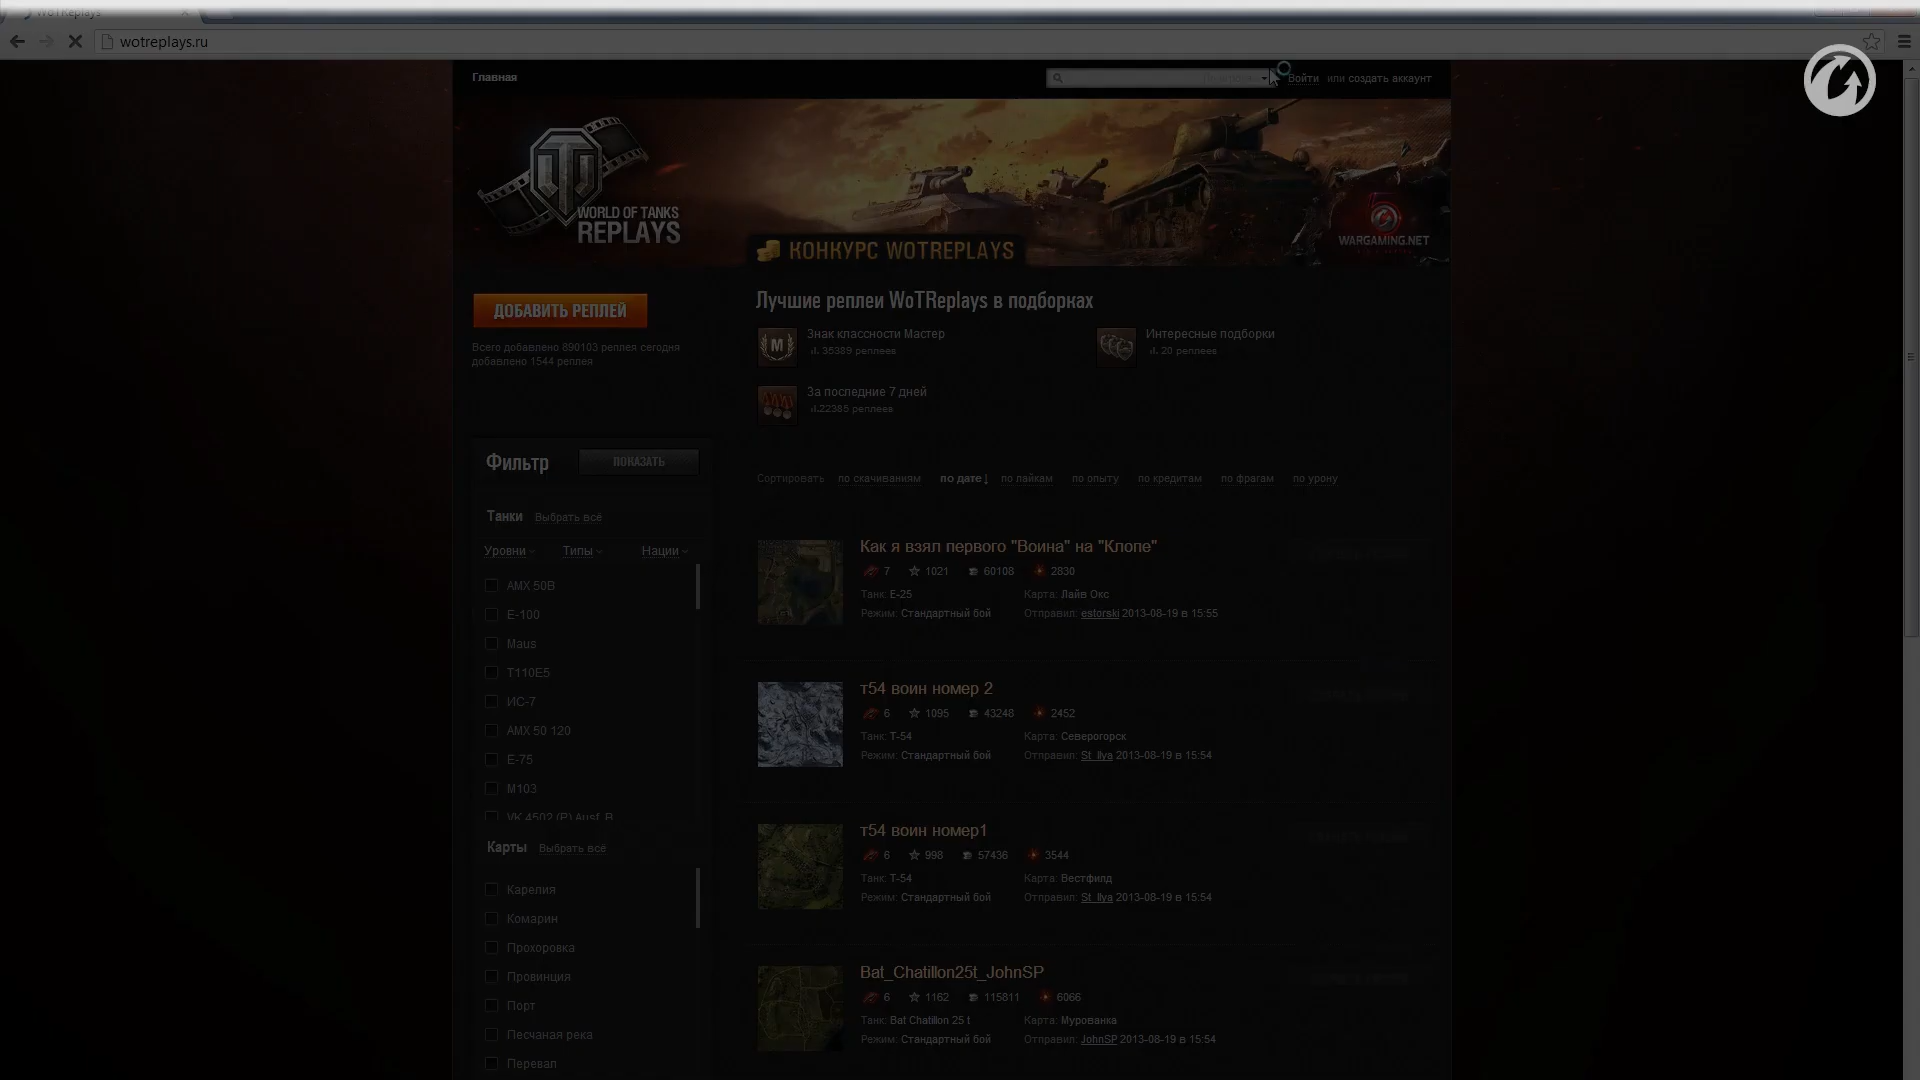 WoTReplays
wotreplays.ru
Главная
Войти или создать аккаунт
WORLD OF TANKS
REPLAYS
КОНКУРС WOTREPLAYS
WARGAMING.NET
ДОБАВИТЬ РЕПЛЕЙ
Всего добавлено 890103 реплея сегодня
добавлено 1544 реплея
Лучшие реплеи WoTReplays в подборках
Знак классности Мастер
36389 реплеев
Интересные подборки
20 реплеев
За последние 7 дней
22385 реплеев
Фильтр
ПОКАЗАТЬ
Танки Выбрать всё
Уровни Типы Нации
AMX 50B
E-100
Maus
T110E5
ИС-7
AMX 50 120
E-75
M103
VK 4502 (P) Ausf. B
Карты Выбрать всё
Карелия
Комарин
Прохоровка
Провинция
Порт
Песчаная река
Перевал
Сортировать по скачиваниям по дате↓ по лайкам по опыту по кредитам по фрагам по урону
Как я взял первого "Воина" на "Клопе"
7 1021 60108 2830
Танк: E-25 Карта: Лайв Окс
Режим: Стандартный бой Отправил: estorski 2013-08-19 в 15:55
т54 воин номер 2
6 1095 43248 2452
Танк: T-54 Карта: Североrорск
Режим: Стандартный бой Отправил: St_Ilya 2013-08-19 в 15:54
т54 воин номер1
6 998 57436 3544
Танк: T-54 Карта: Вестфилд
Режим: Стандартный бой Отправил: St_Ilya 2013-08-19 в 15:54
Bat_Chatillon25t_JohnSP
6 1162 115811 6066
Танк: Bat Chatillon 25 t Карта: Мурованка
Режим: Стандартный бой Отправил: JohnSP 2013-08-19 в 15:54